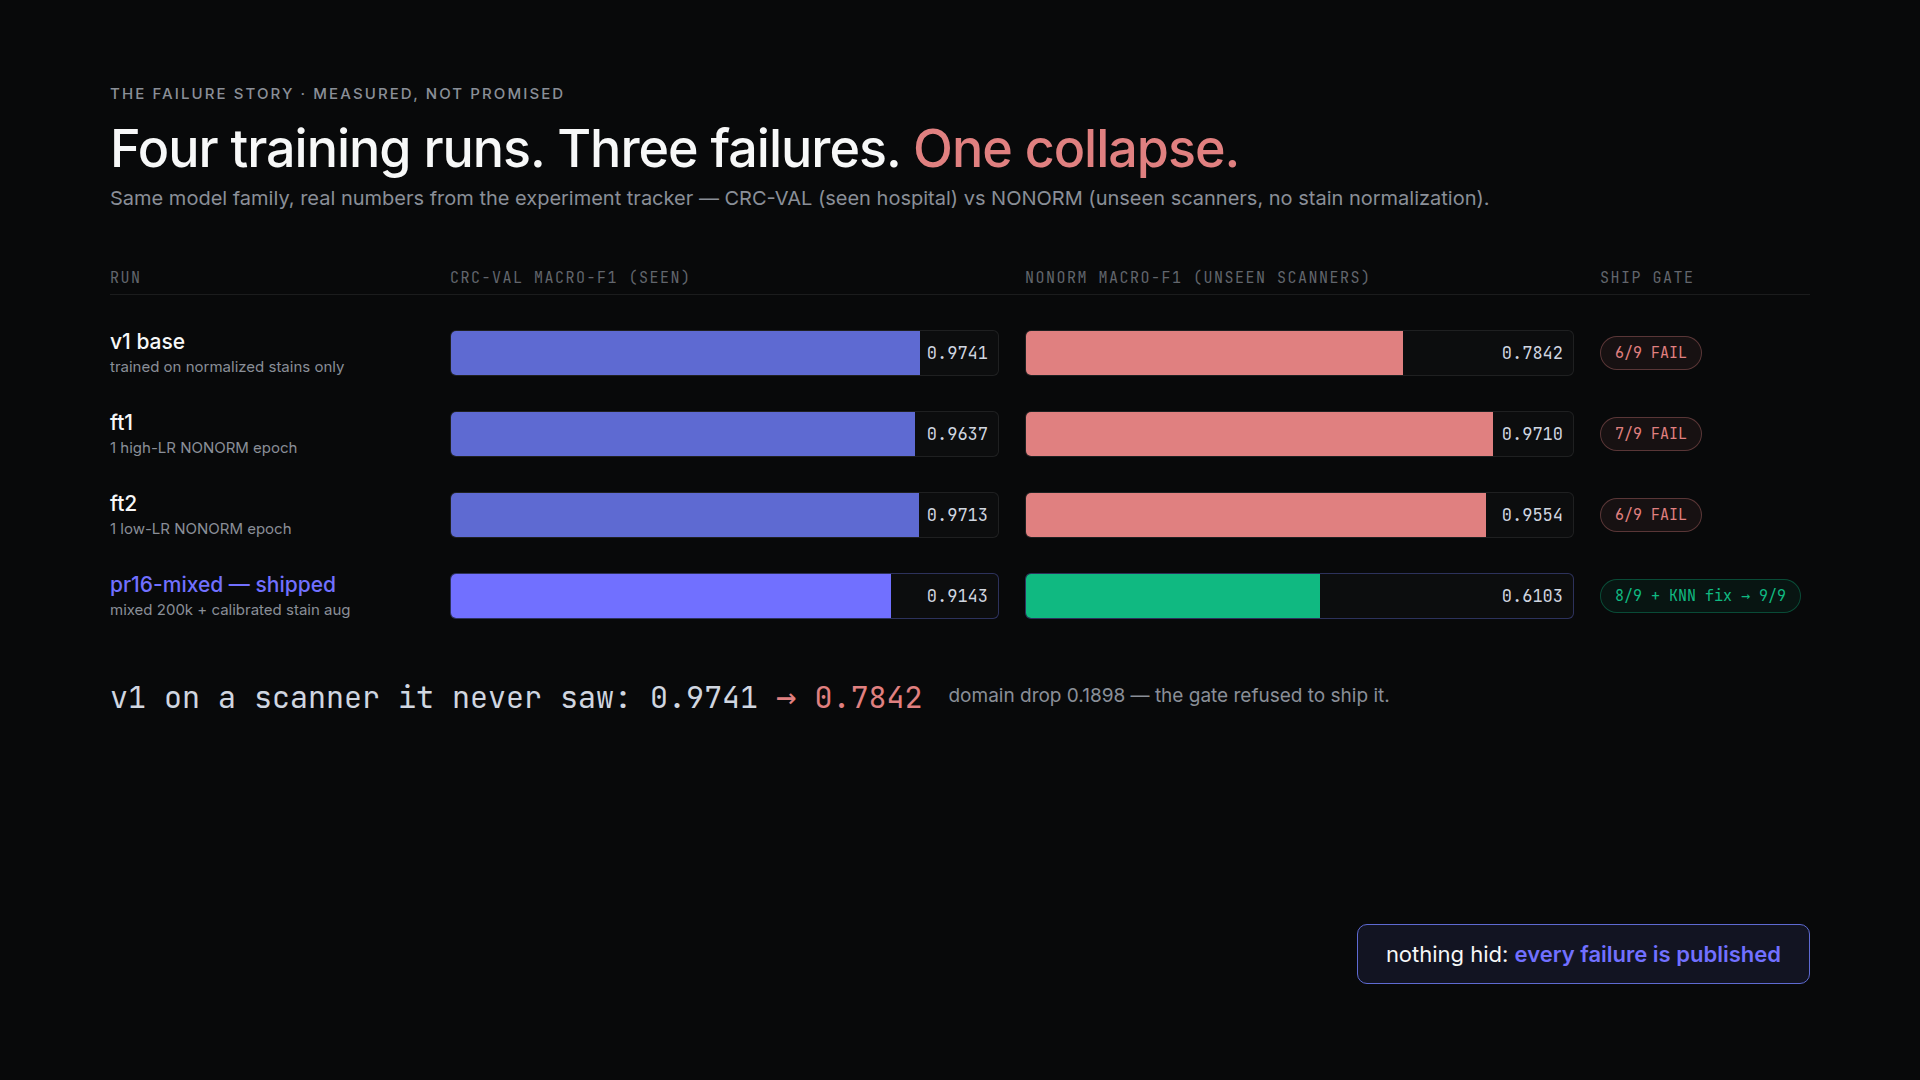 THE FAILURE STORY · MEASURED, NOT PROMISED
Four training runs. Three failures. One collapse.
Same model family, real numbers from the experiment tracker — CRC-VAL (seen hospital) vs NONORM (unseen scanners, no stain normalization).
RUN CRC-VAL MACRO-F1 (SEEN) NONORM MACRO-F1 (UNSEEN SCANNERS) SHIP GATE
v1 base
trained on normalized stains only
0.9741 0.7842 6/9 FAIL
ft1
1 high-LR NONORM epoch
0.9637 0.9710 7/9 FAIL
ft2
1 low-LR NONORM epoch
0.9713 0.9554 6/9 FAIL
pr16-mixed — shipped
mixed 200k + calibrated stain aug
0.9143 0.6103 8/9 + KNN fix → 9/9
v1 on a scanner it never saw: 0.9741 → 0.7842 domain drop 0.1898 — the gate refused to ship it.
nothing hid: every failure is published